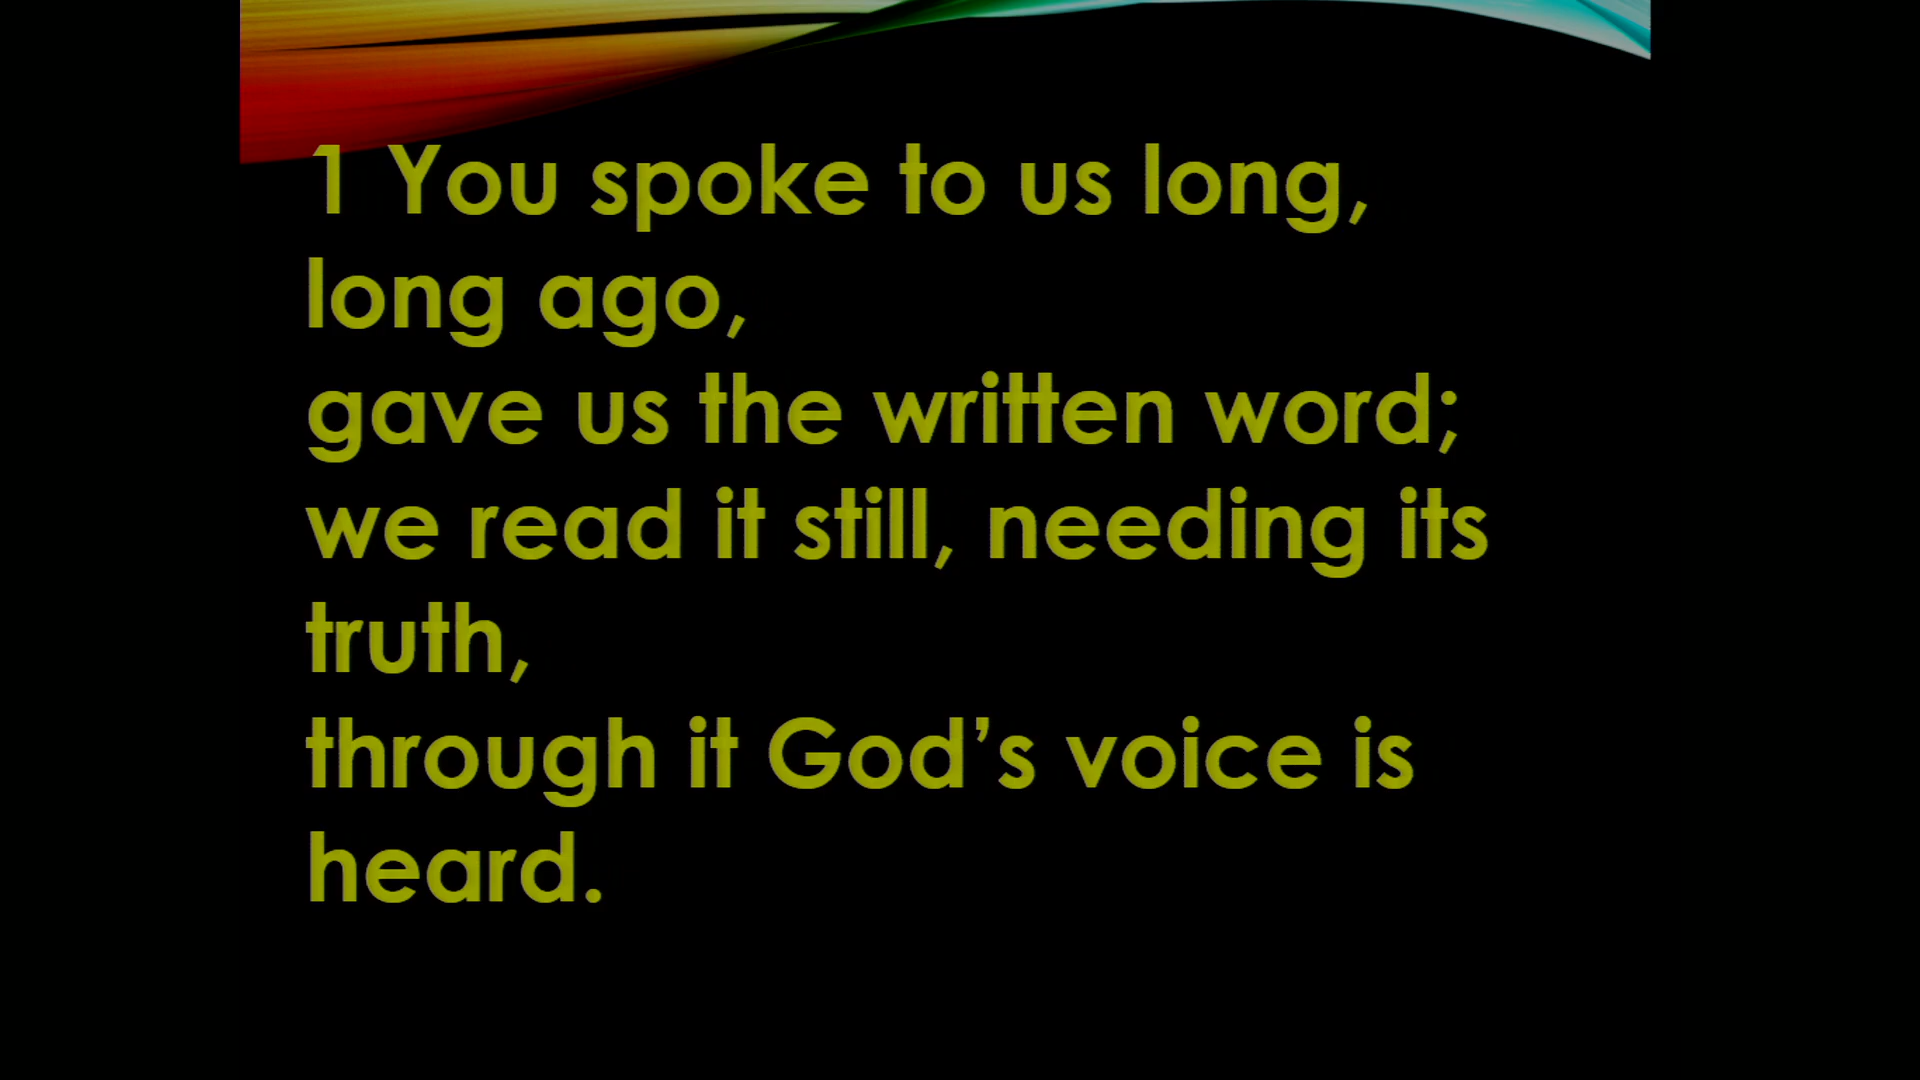 1 You spoke to us long,
long ago,
gave us the written word;
we read it still, needing its
truth,
through it God’s voice is
heard.